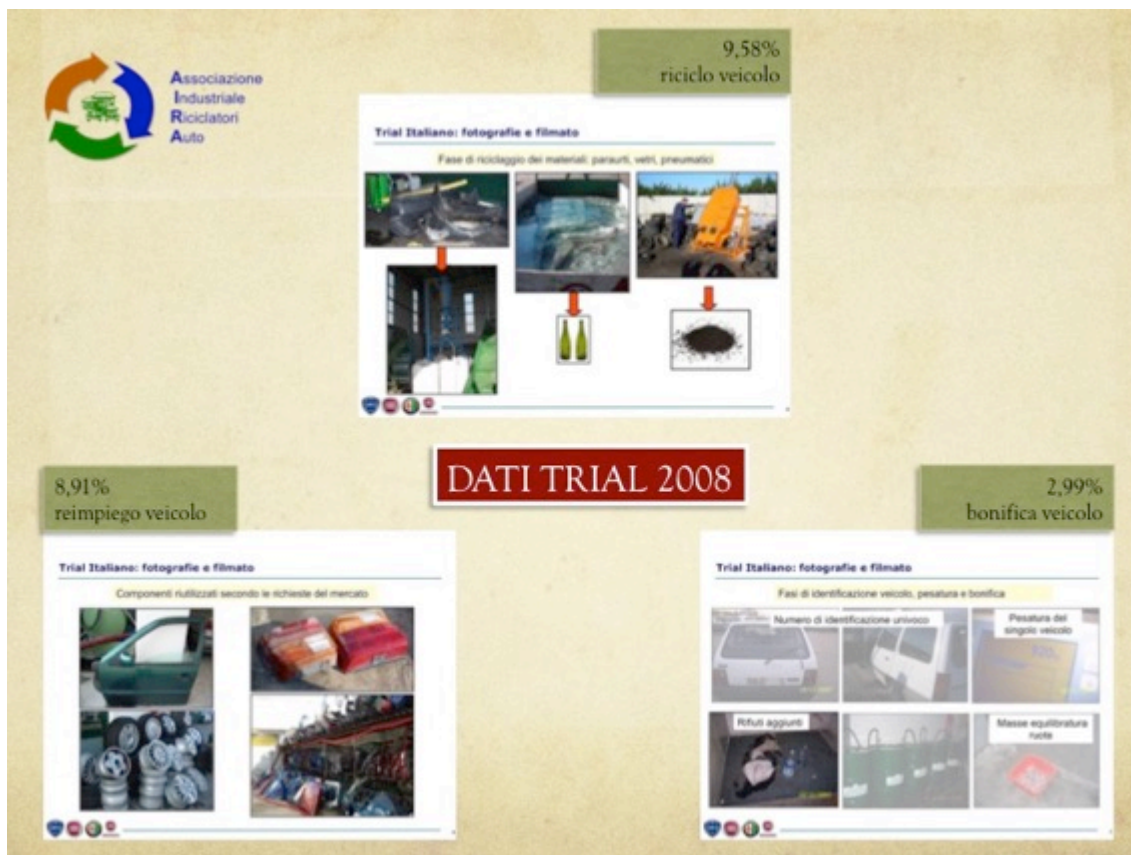 Associazione
Industriale
Riciclatori
Auto
9,58%
riciclo veicolo
Trial Italiano: fotografie e filmato
Fase di riciclaggio dei materiali: paraurti, vetri, pneumatici
DATI TRIAL 2008
8,91%
reimpiego veicolo
Trial Italiano: fotografie e filmato
Componenti riutilizzati secondo le richieste del mercato
2,99%
bonifica veicolo
Trial Italiano: fotografie e filmato
Fasi di identificazione veicolo, pesatura e bonifica
Numero di identificazione univoco
Pesatura del
singolo veicolo
Rifiuti aggiunti
Masse equilibratura
ruote